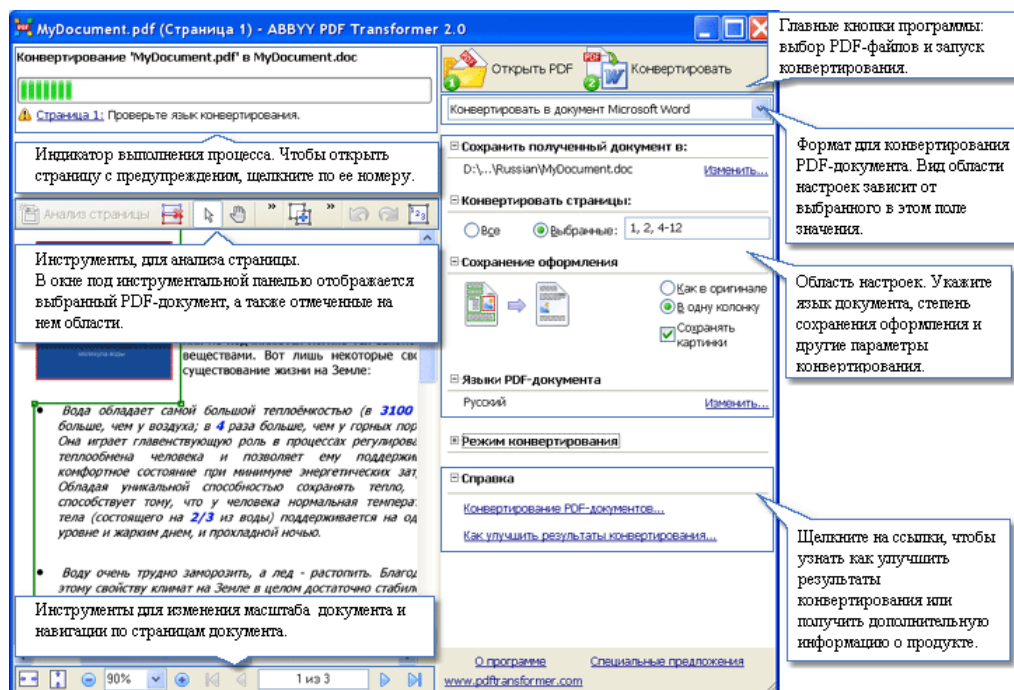 MyDocument.pdf (Страница 1) - ABBYY PDF Transformer 2.0
Конвертирование "MyDocument.pdf" в MyDocument.doc
Страница 1: Проверьте язык конвертирования.
Индикатор выполнения процесса. Чтобы открыть
страницу с предупреждением, щелкните по ее номеру.
Анализ страницы
Инструменты, для анализа страницы.
В окне под инструментальной панелью отображается
выбранный PDF-документ, а также отмеченные на
нем области.
молекула воды
веществами. Вот лишь некоторые сво
существование жизни на Земле:
• Вода обладает самой большой теплоёмкостью (в 3100
больше, чем у воздуха; в 4 раза больше, чем у горных пор
Она играет главенствующую роль в процессах регулирова
теплообмена человека и позволяет ему поддержи
комфортное состояние при минимуме энергетических зат
Обладая уникальной способностью сохранять тепло,
способствует тому, что у человека нормальная темпера
тела (состоящего на 2/3 из воды) поддерживается на од
уровне и жарким днем, и прохладной ночью.
• Воду очень трудно заморозить, а лед - растопить. Благод
этому свойству климат на Земле в целом достаточно стабил
Инструменты для изменения масштаба документа и
навигации по страницам документа.
90%
1 из 3
1 Открыть PDF
2 Конвертировать
Конвертировать в документ Microsoft Word
Сохранить полученный документ в:
D:\...\Russian\MyDocument.doc Изменить...
Конвертировать страницы:
Все Выбранные: 1, 2, 4-12
Сохранение оформления
Как в оригинале
В одну колонку
Сохранять
картинки
Языки PDF-документа
Русский Изменить...
Режим конвертирования
Справка
Конвертирование PDF-документов...
Как улучшить результаты конвертирования...
О программе Специальные предложения
www.pdftransformer.com
Главные кнопки программы:
выбор PDF-файлов и запуск
конвертирования.
Формат для конвертирования
PDF-документа. Вид области
настроек зависит от
выбранного в этом поле
значения.
Область настроек. Укажите
язык документа, степень
сохранения оформления и
другие параметры
конвертирования.
Щелкните на ссылки, чтобы
узнать как улучшить
результаты
конвертирования или
получить дополнительную
информацию о продукте.